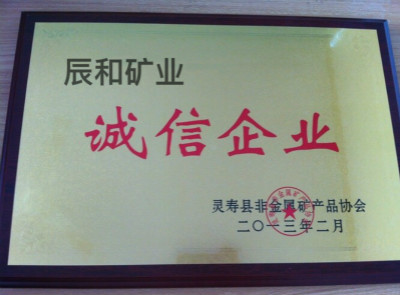 辰和矿业
诚信企业
灵寿县非金属矿产品协会
二〇一三年二月